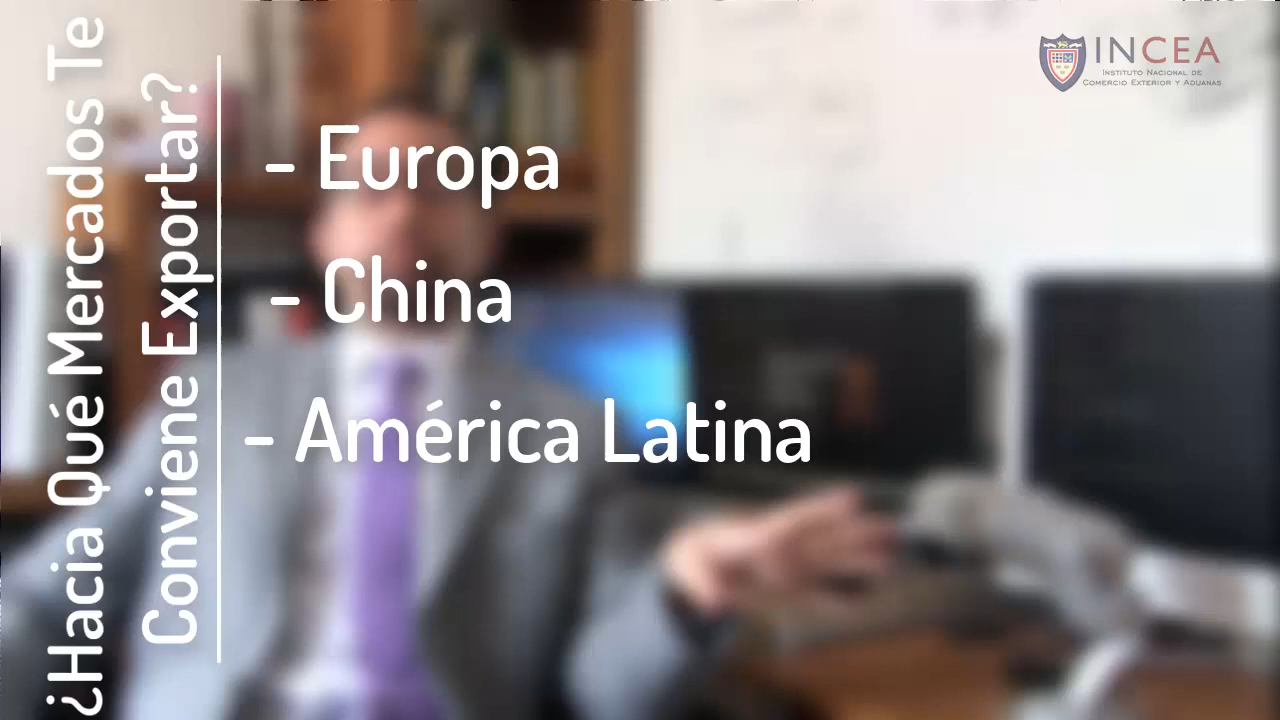 ¿Hacia Qué Mercados Te
Conviene Exportar?
- Europa
- China
- América Latina
INCEA
Instituto Nacional de
Comercio Exterior y Aduanas